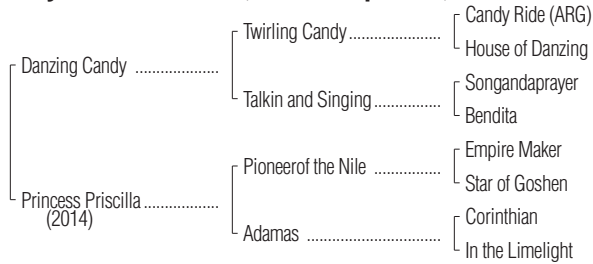 Candy Ride (ARG)
Twirling Candy....................
House of Danzing
Danzing Candy ..................
Songandaprayer
Talkin and Singing................
Bendita
Empire Maker
Pioneerof the Nile ................
Star of Goshen
Princess Priscilla................
(2014)
Corinthian
Adamas ................................
In the Limelight